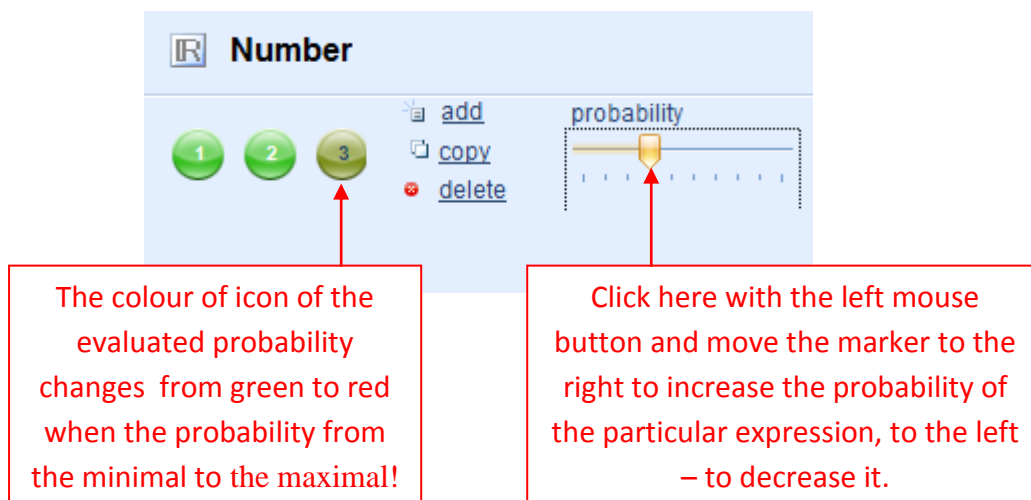 Number
add
probability
1 2 3
copy
delete
The colour of icon of the
evaluated probability
changes from green to red
when the probability from
the minimal to the maximal!
Click here with the left mouse
button and move the marker to the
right to increase the probability of
the particular expression, to the left
– to decrease it.